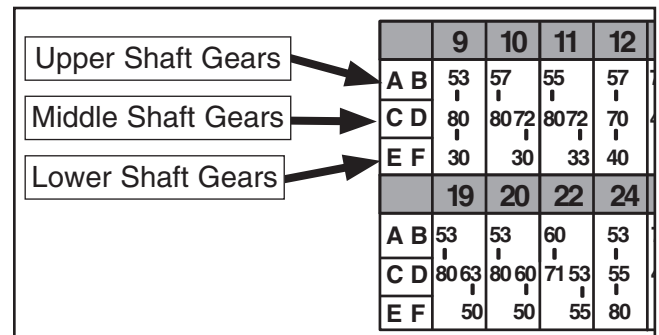 Upper Shaft Gears
Middle Shaft Gears
Lower Shaft Gears
9 10 11 12
A B 53 57 55 57
C D 80 80 72 80 72 70
E F 30 30 33 40
19 20 22 24
A B 53 53 60 53
C D 80 63 80 60 71 53 55
E F 50 50 55 80